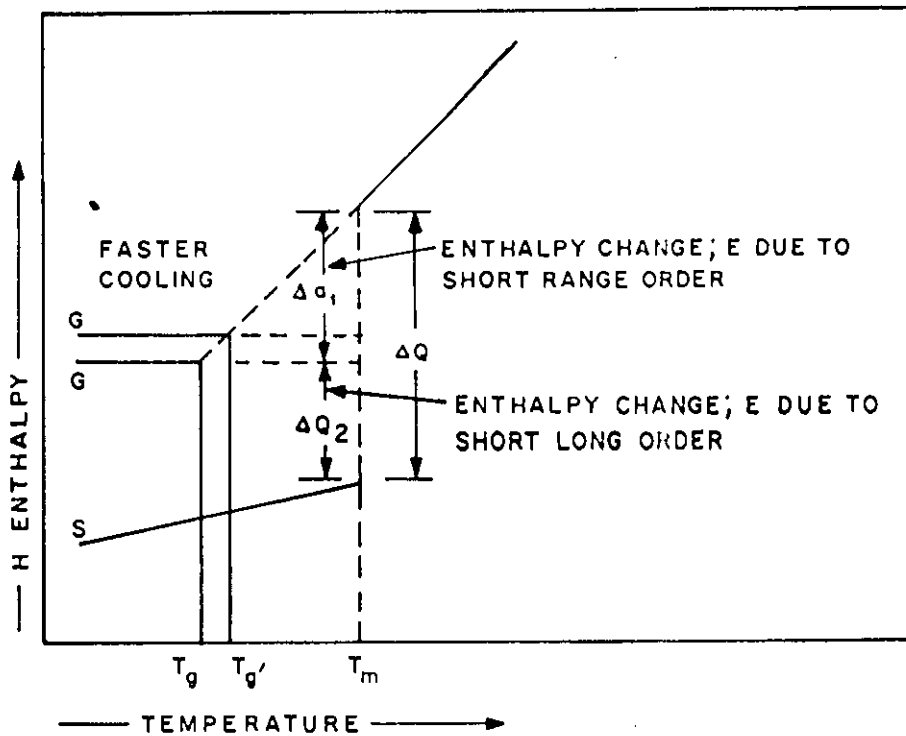 FASTER
COOLING
ENTHALPY CHANGE; E DUE TO
SHORT RANGE ORDER
Δ a₁
G
G
ΔQ
ENTHALPY CHANGE; E DUE TO
SHORT LONG ORDER
ΔQ₂
S
H ENTHALPY
Tg
Tg′
Tm
TEMPERATURE